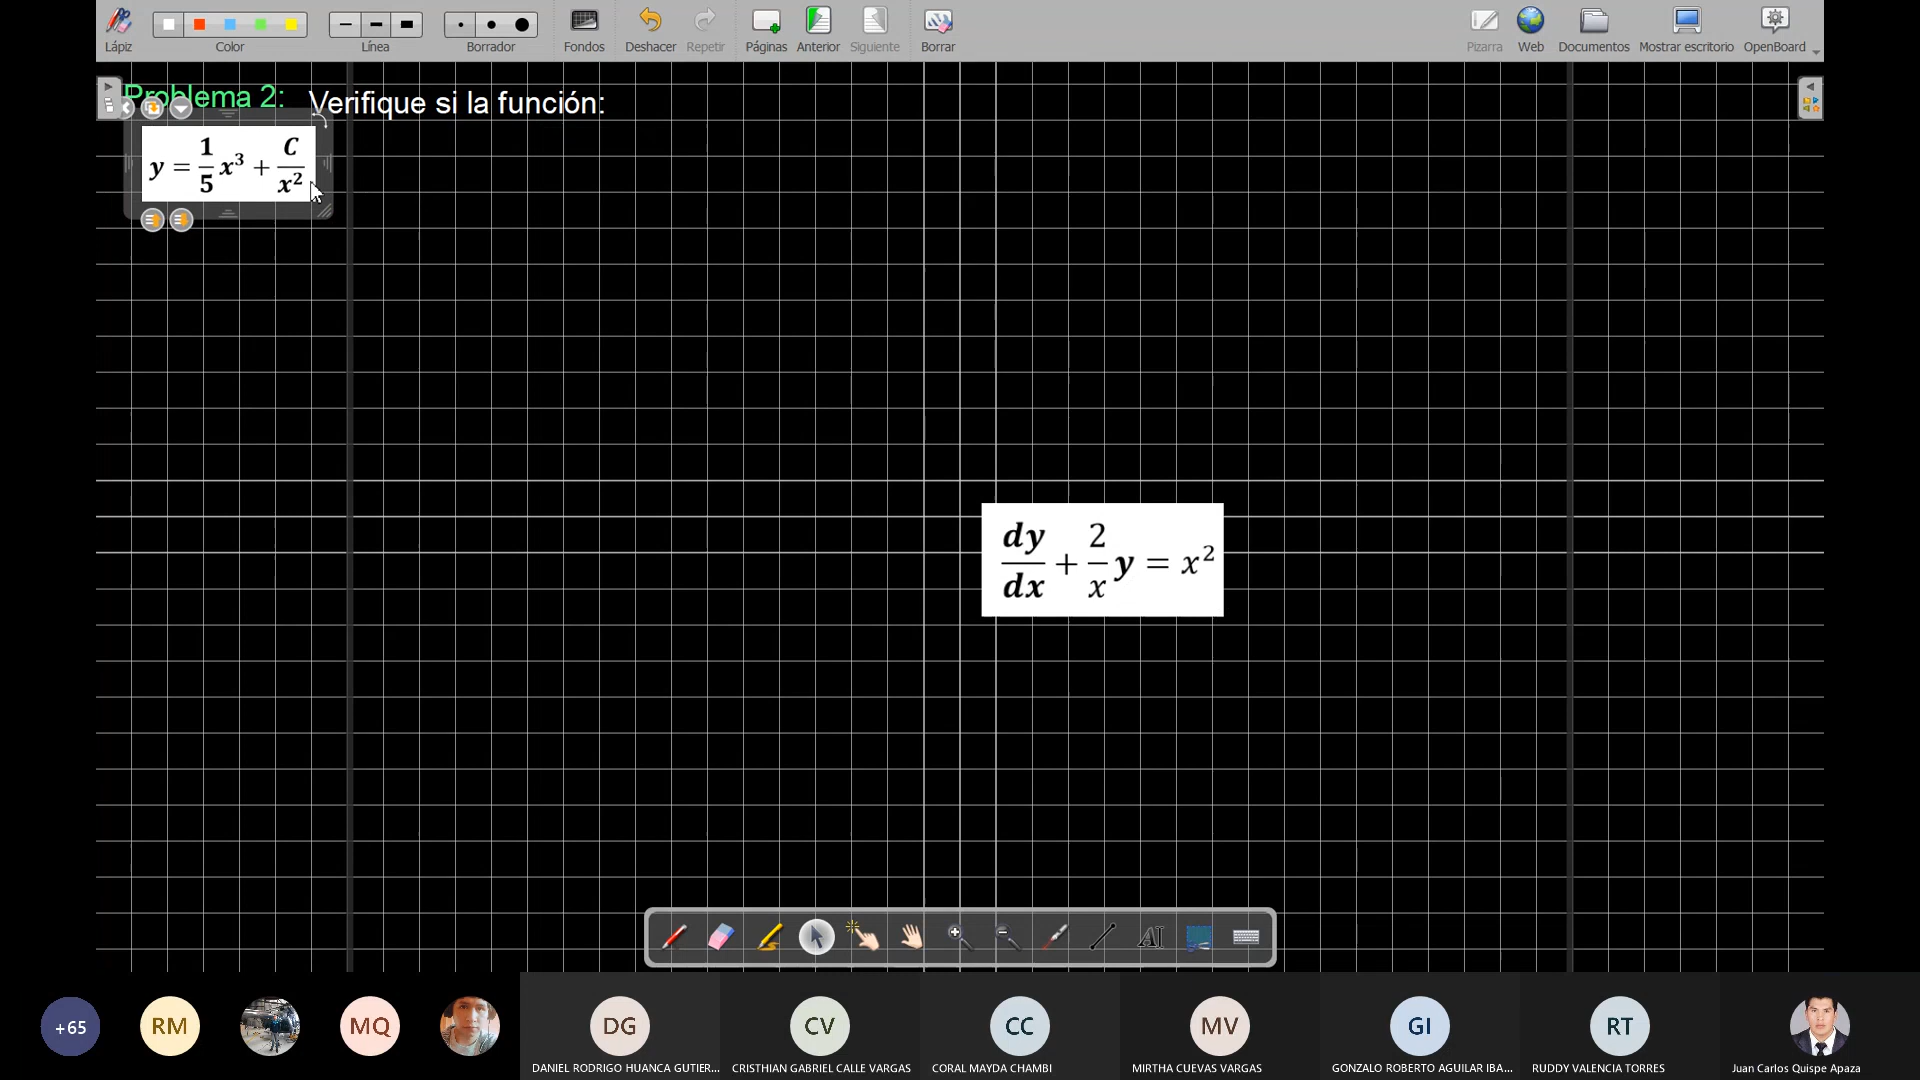 Lápiz
Color
Línea
Borrador
Fondos
Deshacer
Repetir
Páginas
Anterior
Siguiente
Borrar
Pizarra
Web
Documentos
Mostrar escritorio
OpenBoard
Problema 2: Verifique si la función:
y = 1/5 x³ + C/x²
dy/dx + 2/x y = x²
+65
RM
MQ
DG
CV
CC
MV
GI
RT
DANIEL RODRIGO HUANCA GUTIER...
CRISTHIAN GABRIEL CALLE VARGAS
CORAL MAYDA CHAMBI
MIRTHA CUEVAS VARGAS
GONZALO ROBERTO AGUILAR IBA...
RUDDY VALENCIA TORRES
Juan Carlos Quispe Apaza